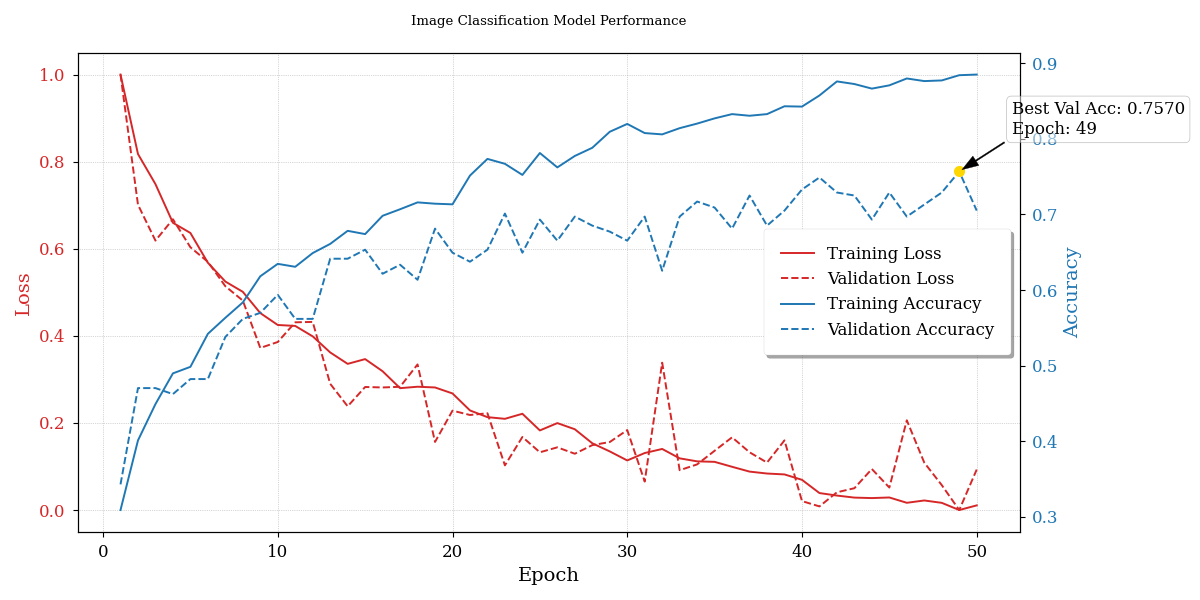 Image Classification Model Performance
1.0
0.8
0.6
0.4
0.2
0.0
Loss
0
10
20
30
40
50
Epoch
0.9
0.8
0.7
0.6
0.5
0.4
0.3
Accuracy
Best Val Acc: 0.7570
Epoch: 49
Training Loss
Validation Loss
Training Accuracy
Validation Accuracy